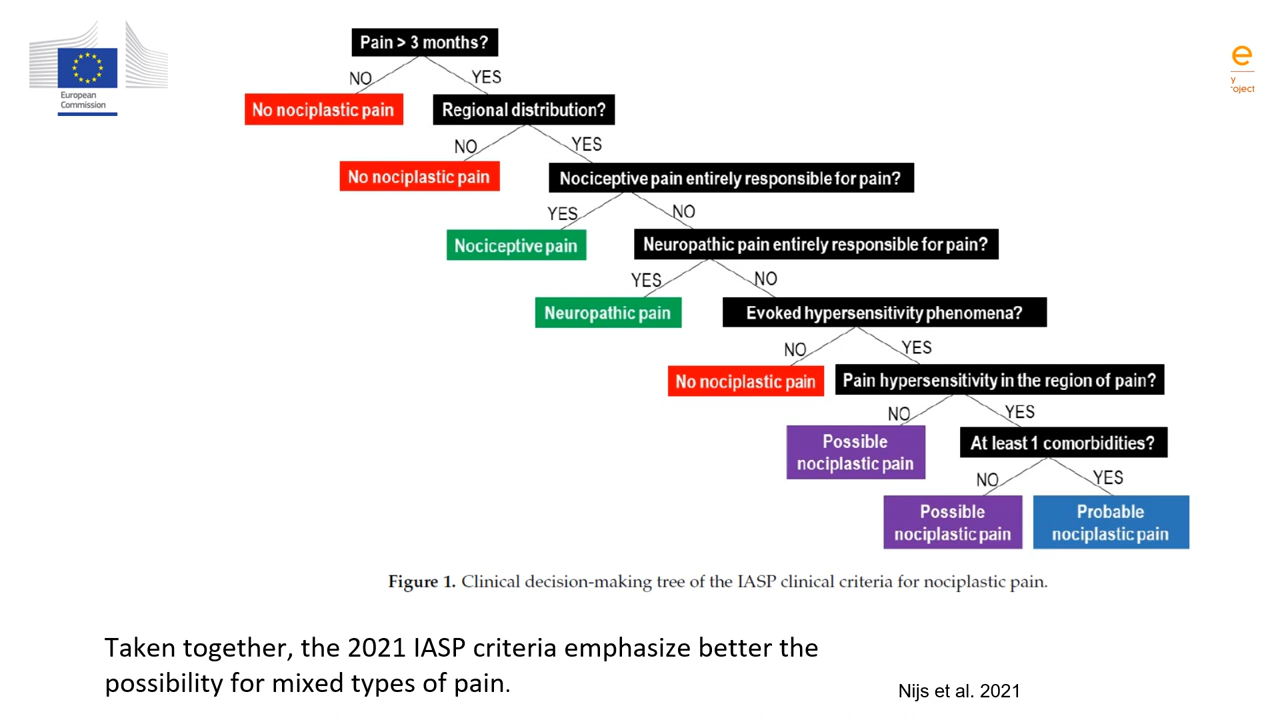 Pain > 3 months?
NO
YES
European
Commission
e
y
roject
No nociplastic pain
Regional distribution?
NO
YES
No nociplastic pain
Nociceptive pain entirely responsible for pain?
YES
NO
Nociceptive pain
Neuropathic pain entirely responsible for pain?
YES
NO
Neuropathic pain
Evoked hypersensitivity phenomena?
NO
YES
No nociplastic pain
Pain hypersensitivity in the region of pain?
NO
YES
Possible
nociplastic pain
At least 1 comorbidities?
NO
YES
Possible
nociplastic pain
Probable
nociplastic pain
Figure 1. Clinical decision-making tree of the IASP clinical criteria for nociplastic pain.
Taken together, the 2021 IASP criteria emphasize better the
possibility for mixed types of pain.
Nijs et al. 2021